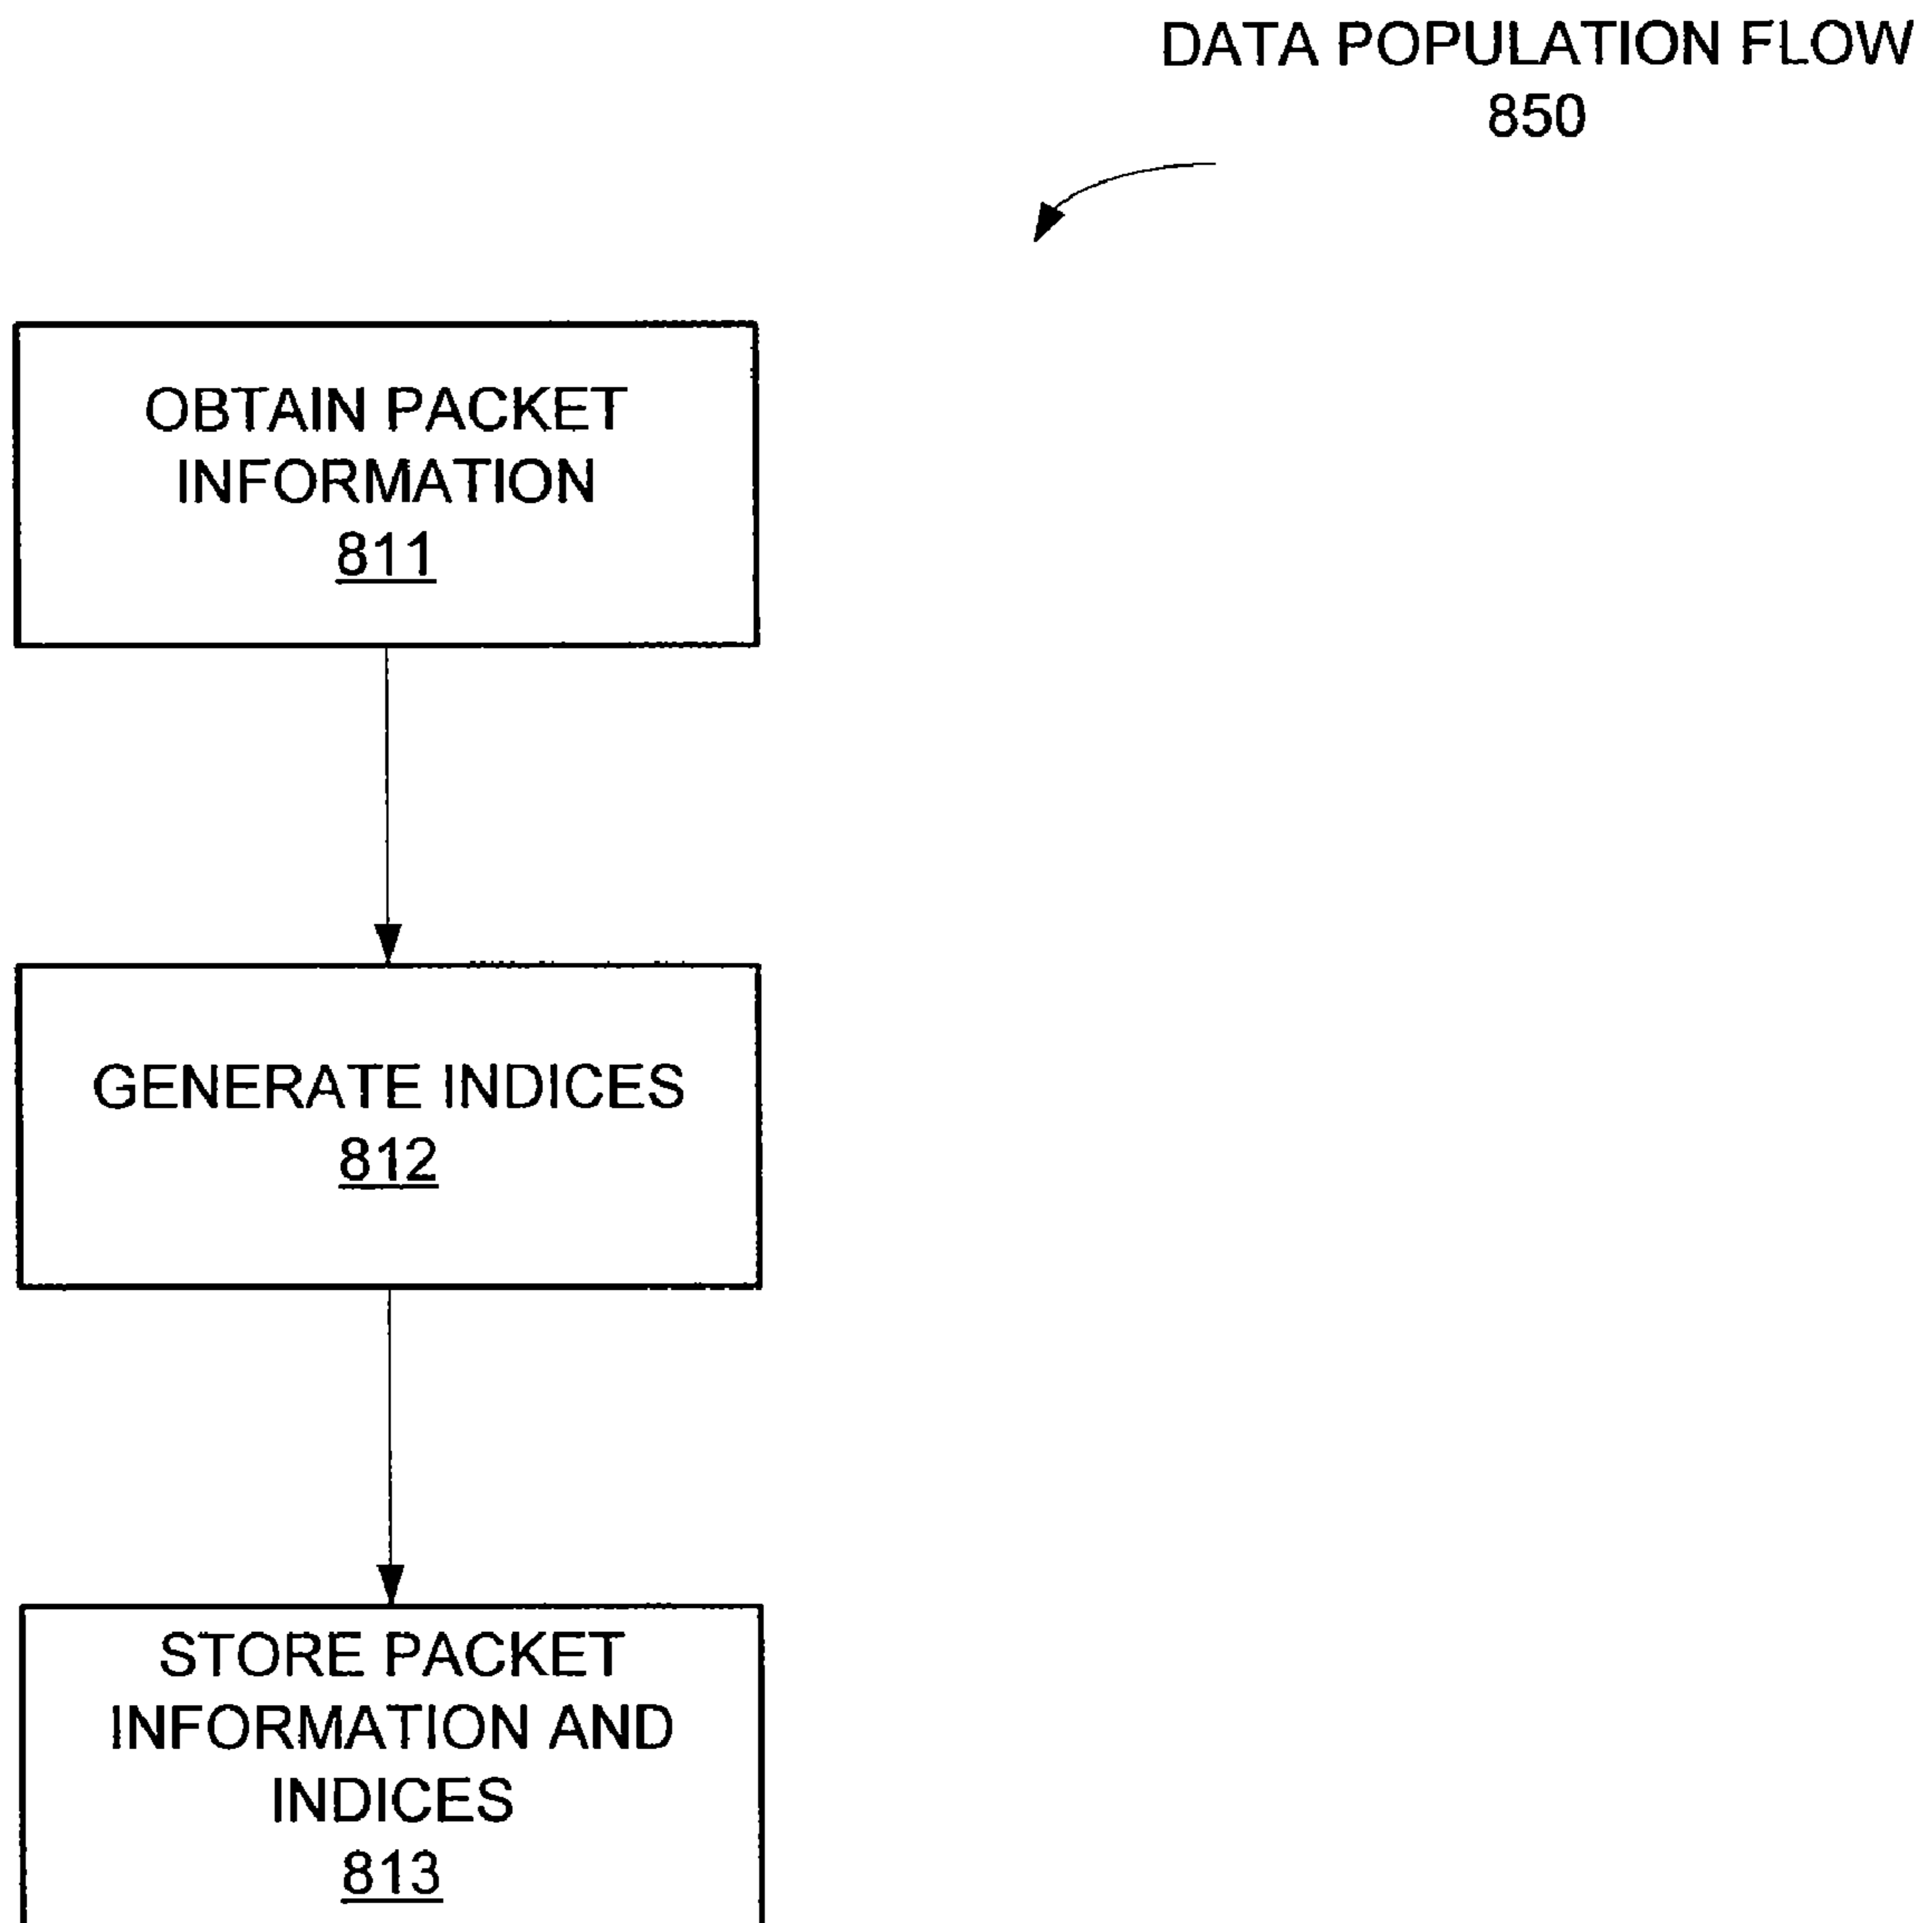 DATA POPULATION FLOW
850
OBTAIN PACKET
INFORMATION
811
GENERATE INDICES
812
STORE PACKET
INFORMATION AND
INDICES
813